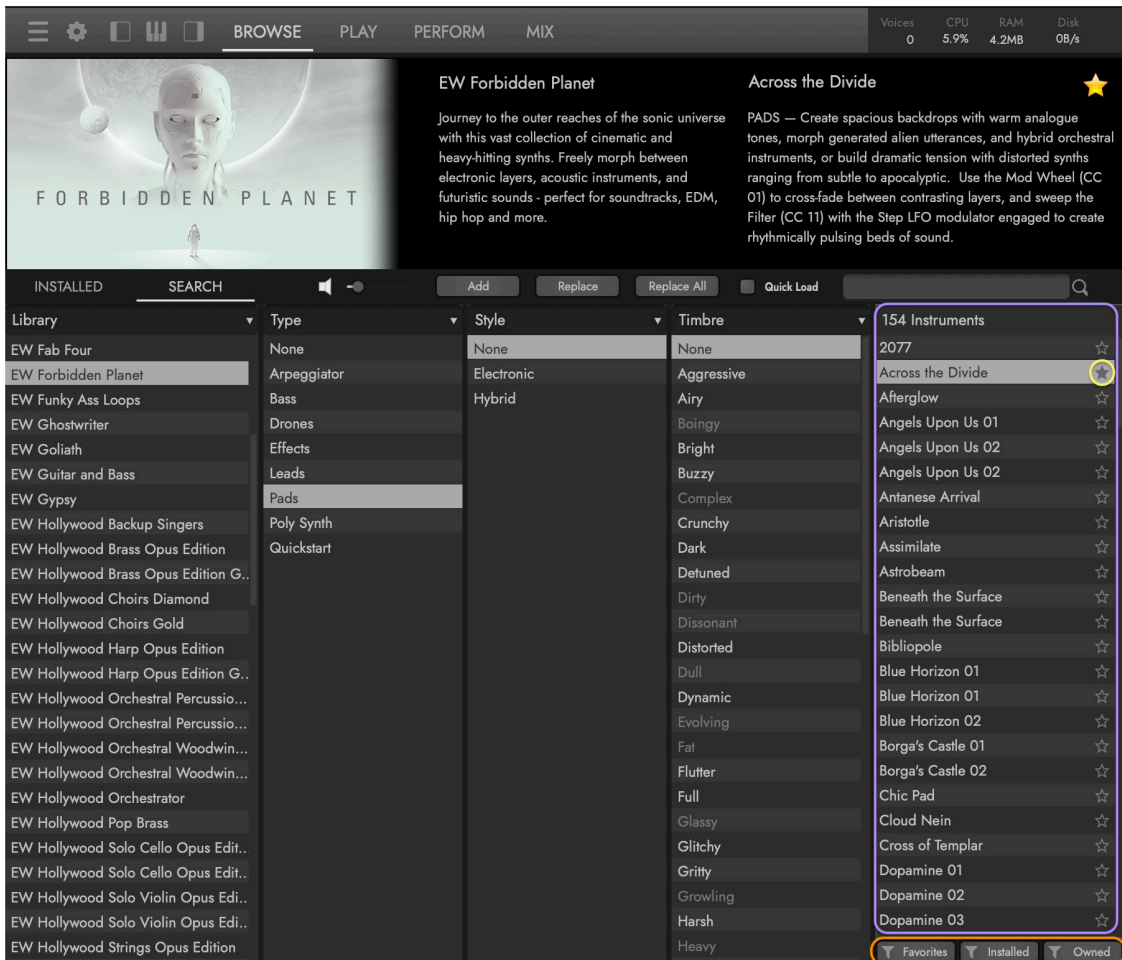 BROWSE PLAY PERFORM MIX
Voices CPU RAM Disk
0 5.9% 4.2MB 0B/s
FORBIDDEN PLANET
EW Forbidden Planet
Journey to the outer reaches of the sonic universe
with this vast collection of cinematic and
heavy-hitting synths. Freely morph between
electronic layers, acoustic instruments, and
futuristic sounds - perfect for soundtracks, EDM,
hip hop and more.
Across the Divide
PADS — Create spacious backdrops with warm analogue
tones, morph generated alien utterances, and hybrid orchestral
instruments, or build dramatic tension with distorted synths
ranging from subtle to apocalyptic. Use the Mod Wheel (CC
01) to cross-fade between contrasting layers, and sweep the
Filter (CC 11) with the Step LFO modulator engaged to create
rhythmically pulsing beds of sound.
INSTALLED SEARCH Add Replace Replace All Quick Load
Library
EW Fab Four
EW Forbidden Planet
EW Funky Ass Loops
EW Ghostwriter
EW Goliath
EW Guitar and Bass
EW Gypsy
EW Hollywood Backup Singers
EW Hollywood Brass Opus Edition
EW Hollywood Brass Opus Edition G..
EW Hollywood Choirs Diamond
EW Hollywood Choirs Gold
EW Hollywood Harp Opus Edition
EW Hollywood Harp Opus Edition G..
EW Hollywood Orchestral Percussio...
EW Hollywood Orchestral Percussio...
EW Hollywood Orchestral Woodwin...
EW Hollywood Orchestral Woodwin...
EW Hollywood Orchestrator
EW Hollywood Pop Brass
EW Hollywood Solo Cello Opus Edit..
EW Hollywood Solo Cello Opus Edit..
EW Hollywood Solo Violin Opus Edi..
EW Hollywood Solo Violin Opus Edi..
EW Hollywood Strings Opus Edition
Type
None
Arpeggiator
Bass
Drones
Effects
Leads
Pads
Poly Synth
Quickstart
Style
None
Electronic
Hybrid
Timbre
None
Aggressive
Airy
Boingy
Bright
Buzzy
Complex
Crunchy
Dark
Detuned
Dirty
Dissonant
Distorted
Dull
Dynamic
Evolving
Fat
Flutter
Full
Glassy
Glitchy
Gritty
Growling
Harsh
Heavy
154 Instruments
2077
Across the Divide
Afterglow
Angels Upon Us 01
Angels Upon Us 02
Angels Upon Us 02
Antanese Arrival
Aristotle
Assimilate
Astrobeam
Beneath the Surface
Beneath the Surface
Bibliopole
Blue Horizon 01
Blue Horizon 01
Blue Horizon 02
Borga's Castle 01
Borga's Castle 02
Chic Pad
Cloud Nein
Cross of Templar
Dopamine 01
Dopamine 02
Dopamine 03
Favorites Installed Owned